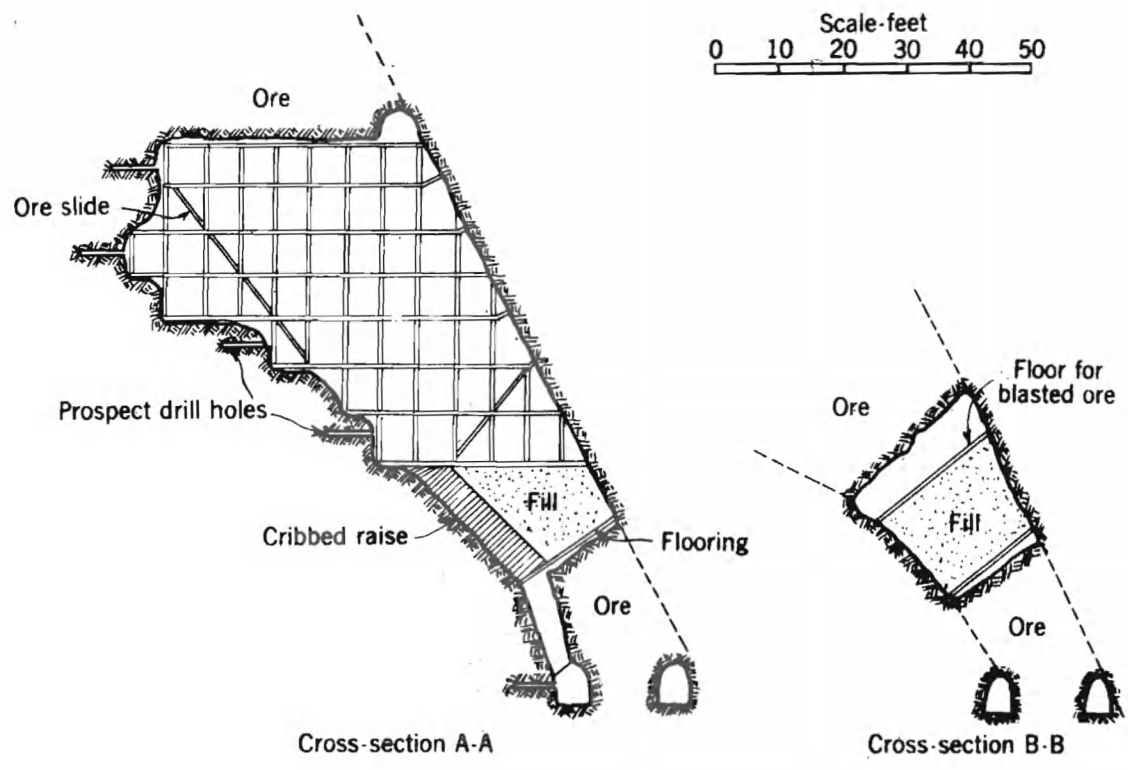 Scale-feet
0 10 20 30 40 50
Ore
Ore slide
Prospect drill holes
Cribbed raise
Fill
Flooring
Ore
Cross-section A-A
Floor for
blasted ore
Ore
Fill
Ore
Cross-section B-B